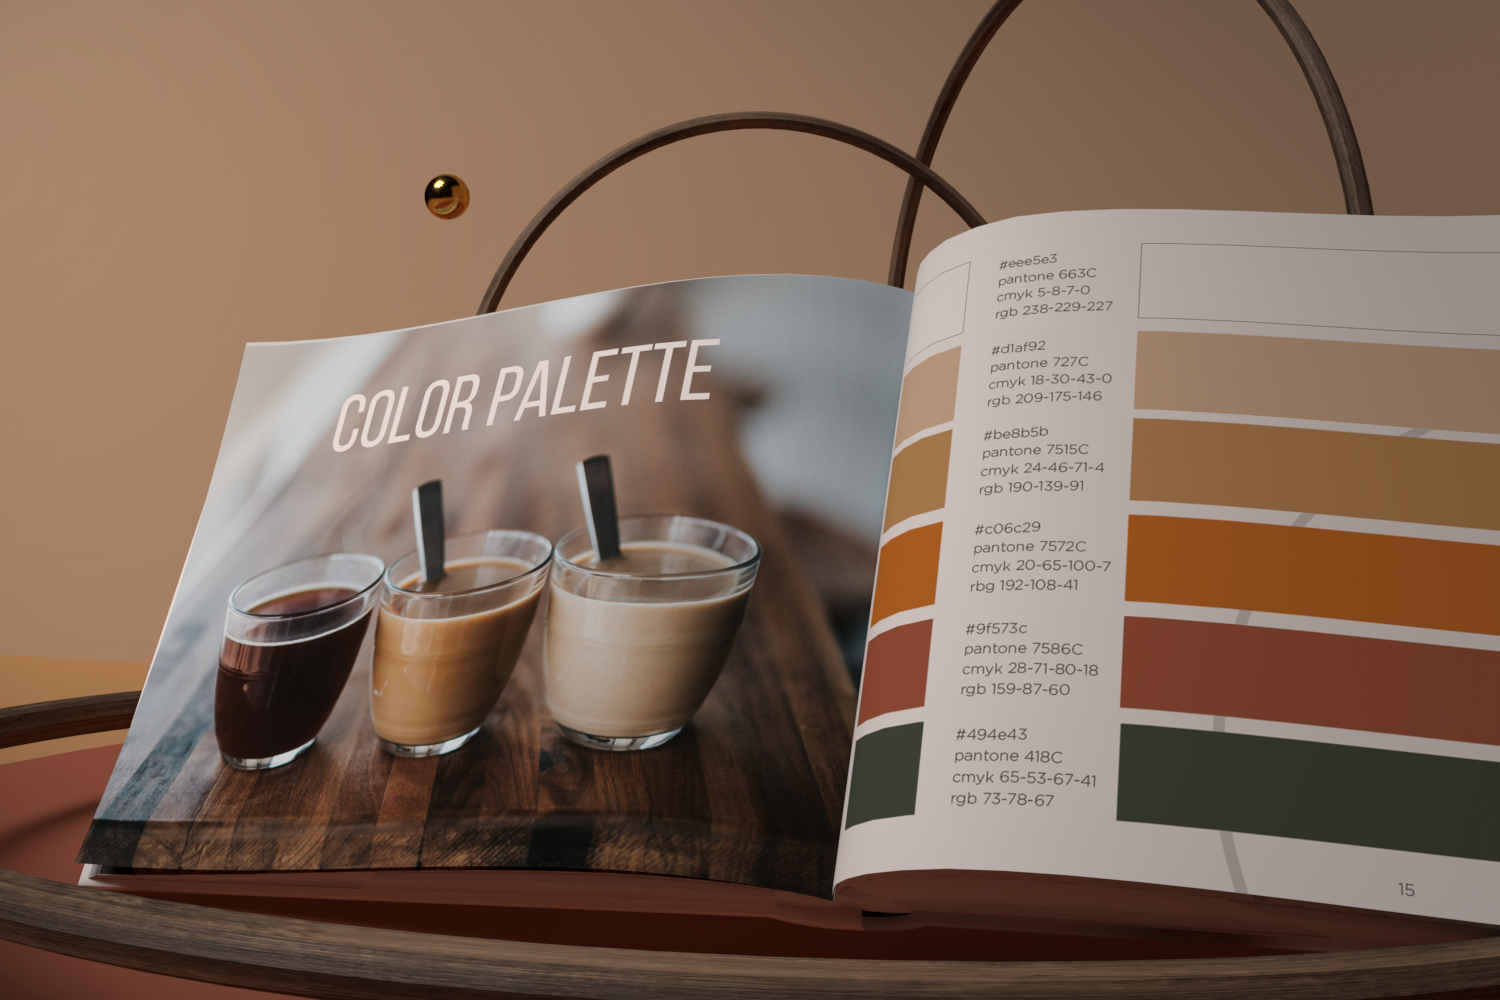 COLOR PALETTE
#eee5e3
pantone 663C
cmyk 5-8-7-0
rgb 238-229-227
#d1af92
pantone 727C
cmyk 18-30-43-0
rgb 209-175-146
#be8b5b
pantone 7515C
cmyk 24-46-71-4
rgb 190-139-91
#c06c29
pantone 7572C
cmyk 20-65-100-7
rbg 192-108-41
#9f573c
pantone 7586C
cmyk 28-71-80-18
rgb 159-87-60
#494e43
pantone 418C
cmyk 65-53-67-41
rgb 73-78-67
15